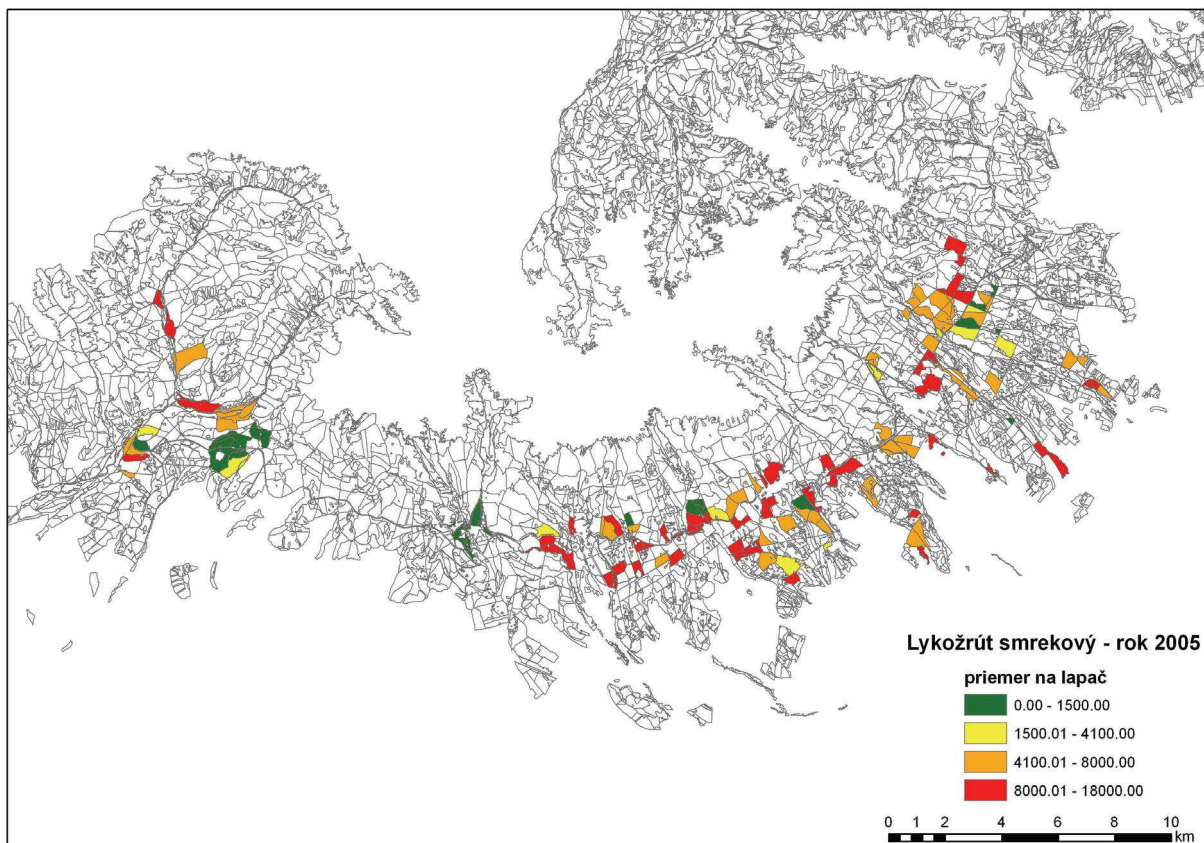 Lykožrút smrekový - rok 2005
priemer na lapač
0.00 - 1500.00
1500.01 - 4100.00
4100.01 - 8000.00
8000.01 - 18000.00
0 1 2 4 6 8 10
km